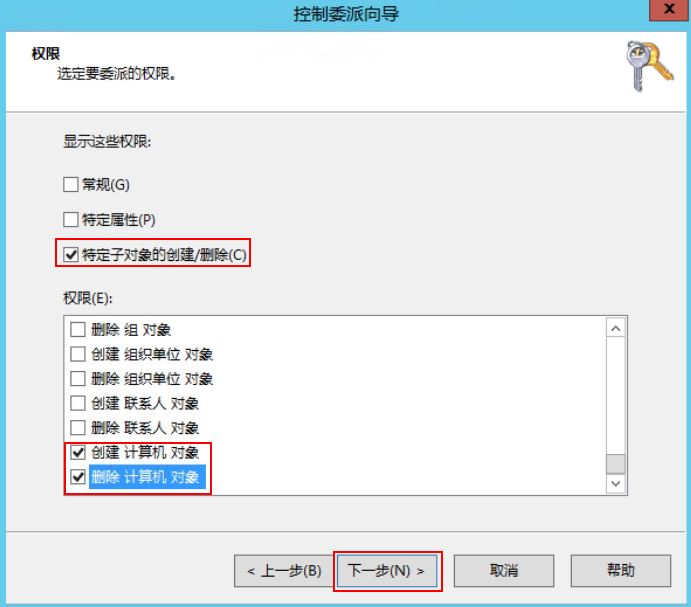 控制委派向导
x
权限
选定要委派的权限。
显示这些权限:
常规(G)
特定属性(P)
特定子对象的创建/删除(C)
权限(E):
删除 组 对象
创建 组织单位 对象
删除 组织单位 对象
创建 联系人 对象
删除 联系人 对象
创建 计算机 对象
删除 计算机 对象
< 上一步(B) 下一步(N) > 取消 帮助